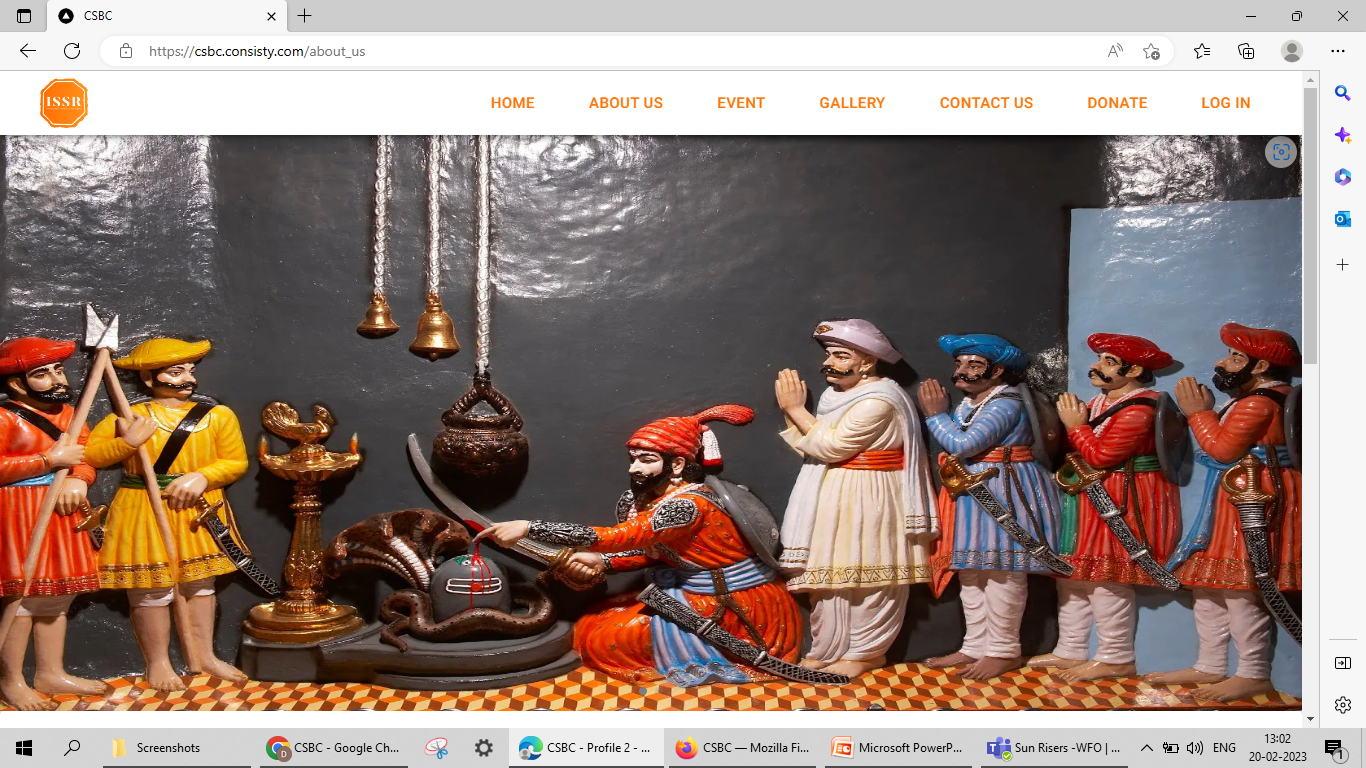 CSBC
https://csbc.consisty.com/about_us
ISSR
HOME ABOUT US EVENT GALLERY CONTACT US DONATE LOG IN
Screenshots CSBC - Google Ch... CSBC - Profile 2 - ... CSBC — Mozilla Fi... Microsoft PowerP... Sun Risers -WFO | ... ENG
13:02
20-02-2023
1